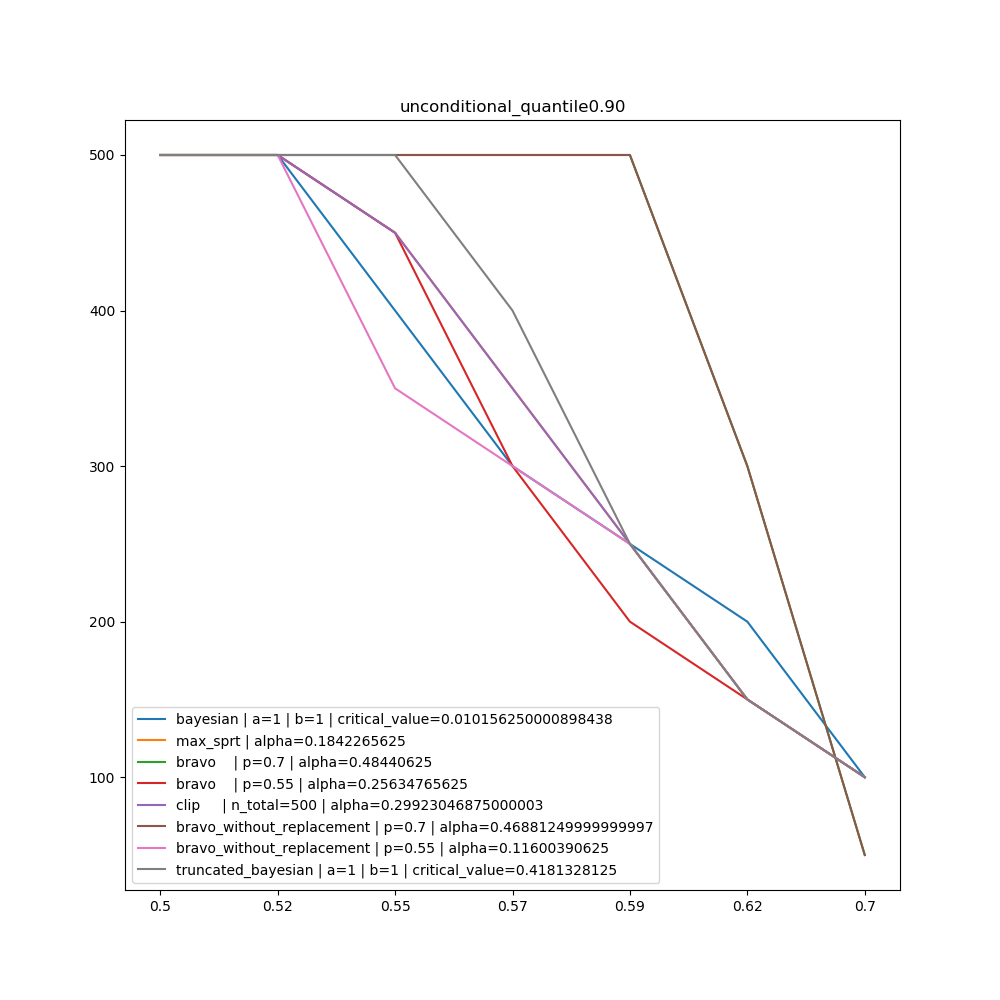 unconditional_quantile0.90
500
400
300
200
100
bayesian | a=1 | b=1 | critical_value=0.010156250000898438
max_sprt | alpha=0.1842265625
bravo | p=0.7 | alpha=0.48440625
bravo | p=0.55 | alpha=0.25634765625
clip | n_total=500 | alpha=0.29923046875000003
bravo_without_replacement | p=0.7 | alpha=0.46881249999999997
bravo_without_replacement | p=0.55 | alpha=0.11600390625
truncated_bayesian | a=1 | b=1 | critical_value=0.4181328125
0.5 0.52 0.55 0.57 0.59 0.62 0.7